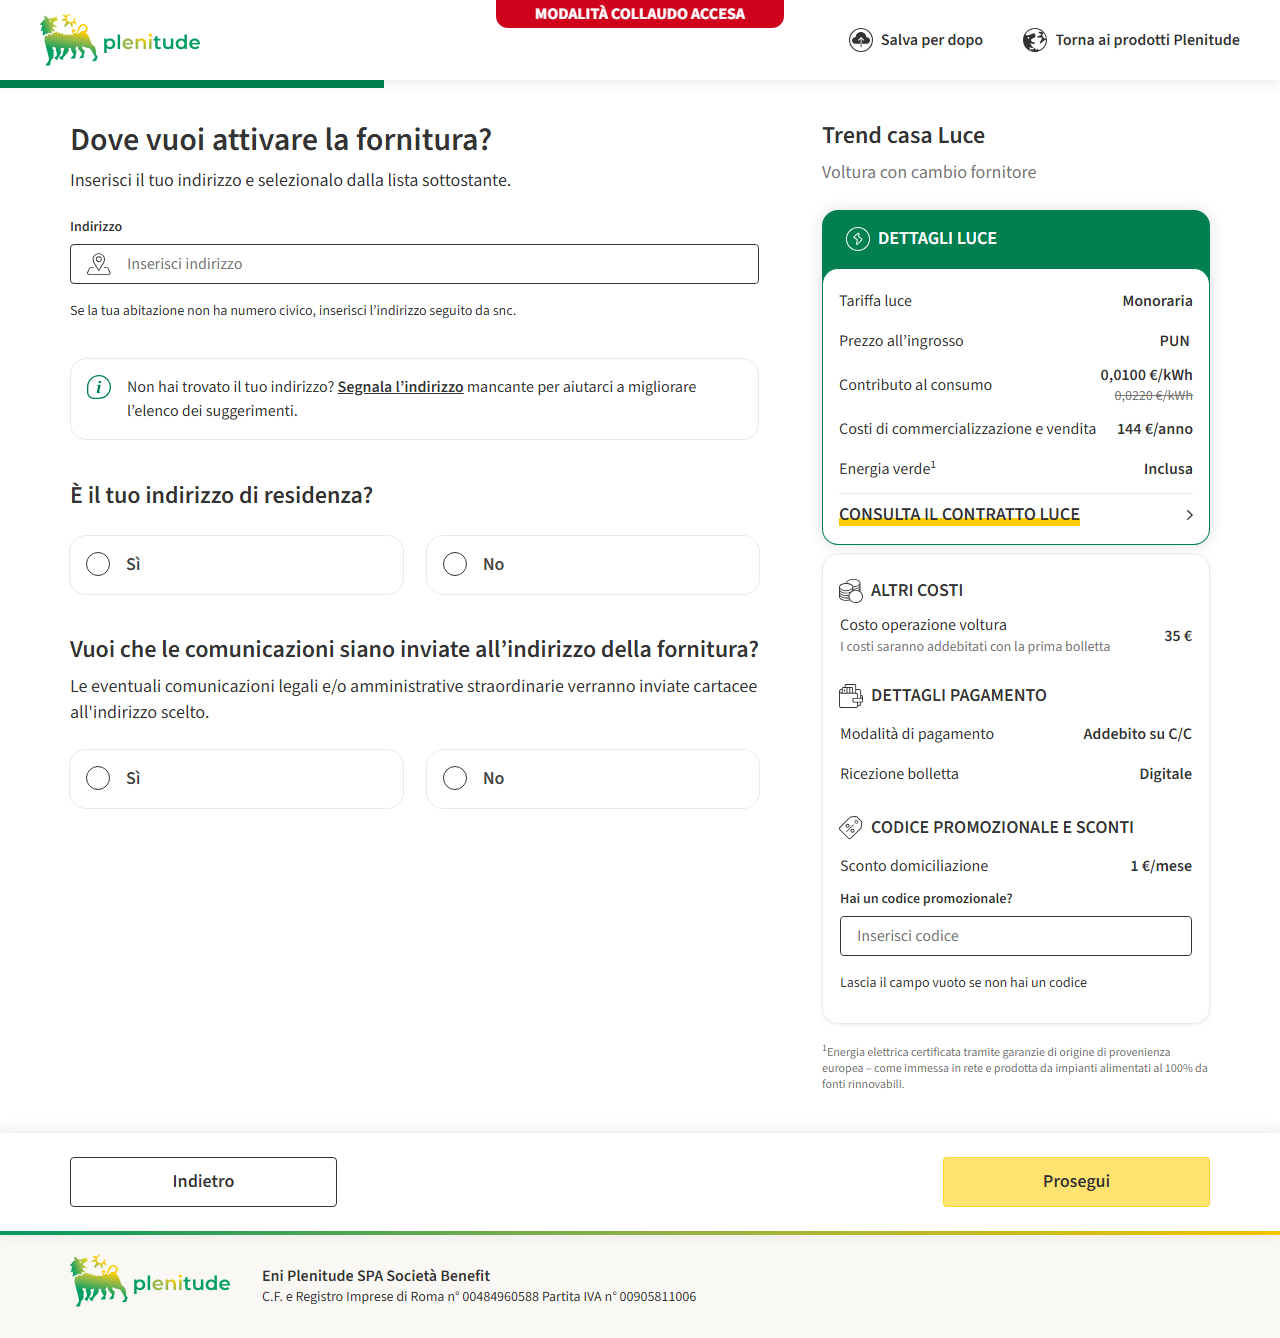 MODALITÀ COLLAUDO ACCESA
plenitude
Salva per dopo
Torna ai prodotti Plenitude
Dove vuoi attivare la fornitura?
Inserisci il tuo indirizzo e selezionalo dalla lista sottostante.
Indirizzo
Inserisci indirizzo
Se la tua abitazione non ha numero civico, inserisci l’indirizzo seguito da snc.
Non hai trovato il tuo indirizzo? Segnala l’indirizzo mancante per aiutarci a migliorare
l’elenco dei suggerimenti.
È il tuo indirizzo di residenza?
Sì
No
Vuoi che le comunicazioni siano inviate all’indirizzo della fornitura?
Le eventuali comunicazioni legali e/o amministrative straordinarie verranno inviate cartacee
all'indirizzo scelto.
Sì
No
Trend casa Luce
Voltura con cambio fornitore
DETTAGLI LUCE
Tariffa luce Monoraria
Prezzo all’ingrosso PUN
Contributo al consumo 0,0100 €/kWh
0,0220 €/kWh
Costi di commercializzazione e vendita 144 €/anno
Energia verde¹ Inclusa
CONSULTA IL CONTRATTO LUCE
ALTRI COSTI
Costo operazione voltura
I costi saranno addebitati con la prima bolletta
35 €
DETTAGLI PAGAMENTO
Modalità di pagamento Addebito su C/C
Ricezione bolletta Digitale
CODICE PROMOZIONALE E SCONTI
Sconto domiciliazione 1 €/mese
Hai un codice promozionale?
Inserisci codice
Lascia il campo vuoto se non hai un codice
¹Energia elettrica certificata tramite garanzie di origine di provenienza
europea – come immessa in rete e prodotta da impianti alimentati al 100% da
fonti rinnovabili.
Indietro
Prosegui
plenitude
Eni Plenitude SPA Società Benefit
C.F. e Registro Imprese di Roma n° 00484960588 Partita IVA n° 00905811006